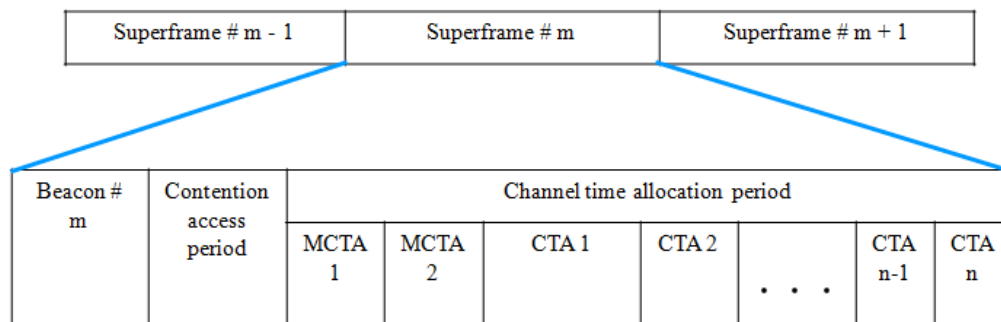 Superframe # m - 1
Superframe # m
Superframe # m + 1
Beacon #
m
Contention
access
period
Channel time allocation period
MCTA
1
MCTA
2
CTA 1
CTA 2
. . .
CTA
n-1
CTA
n